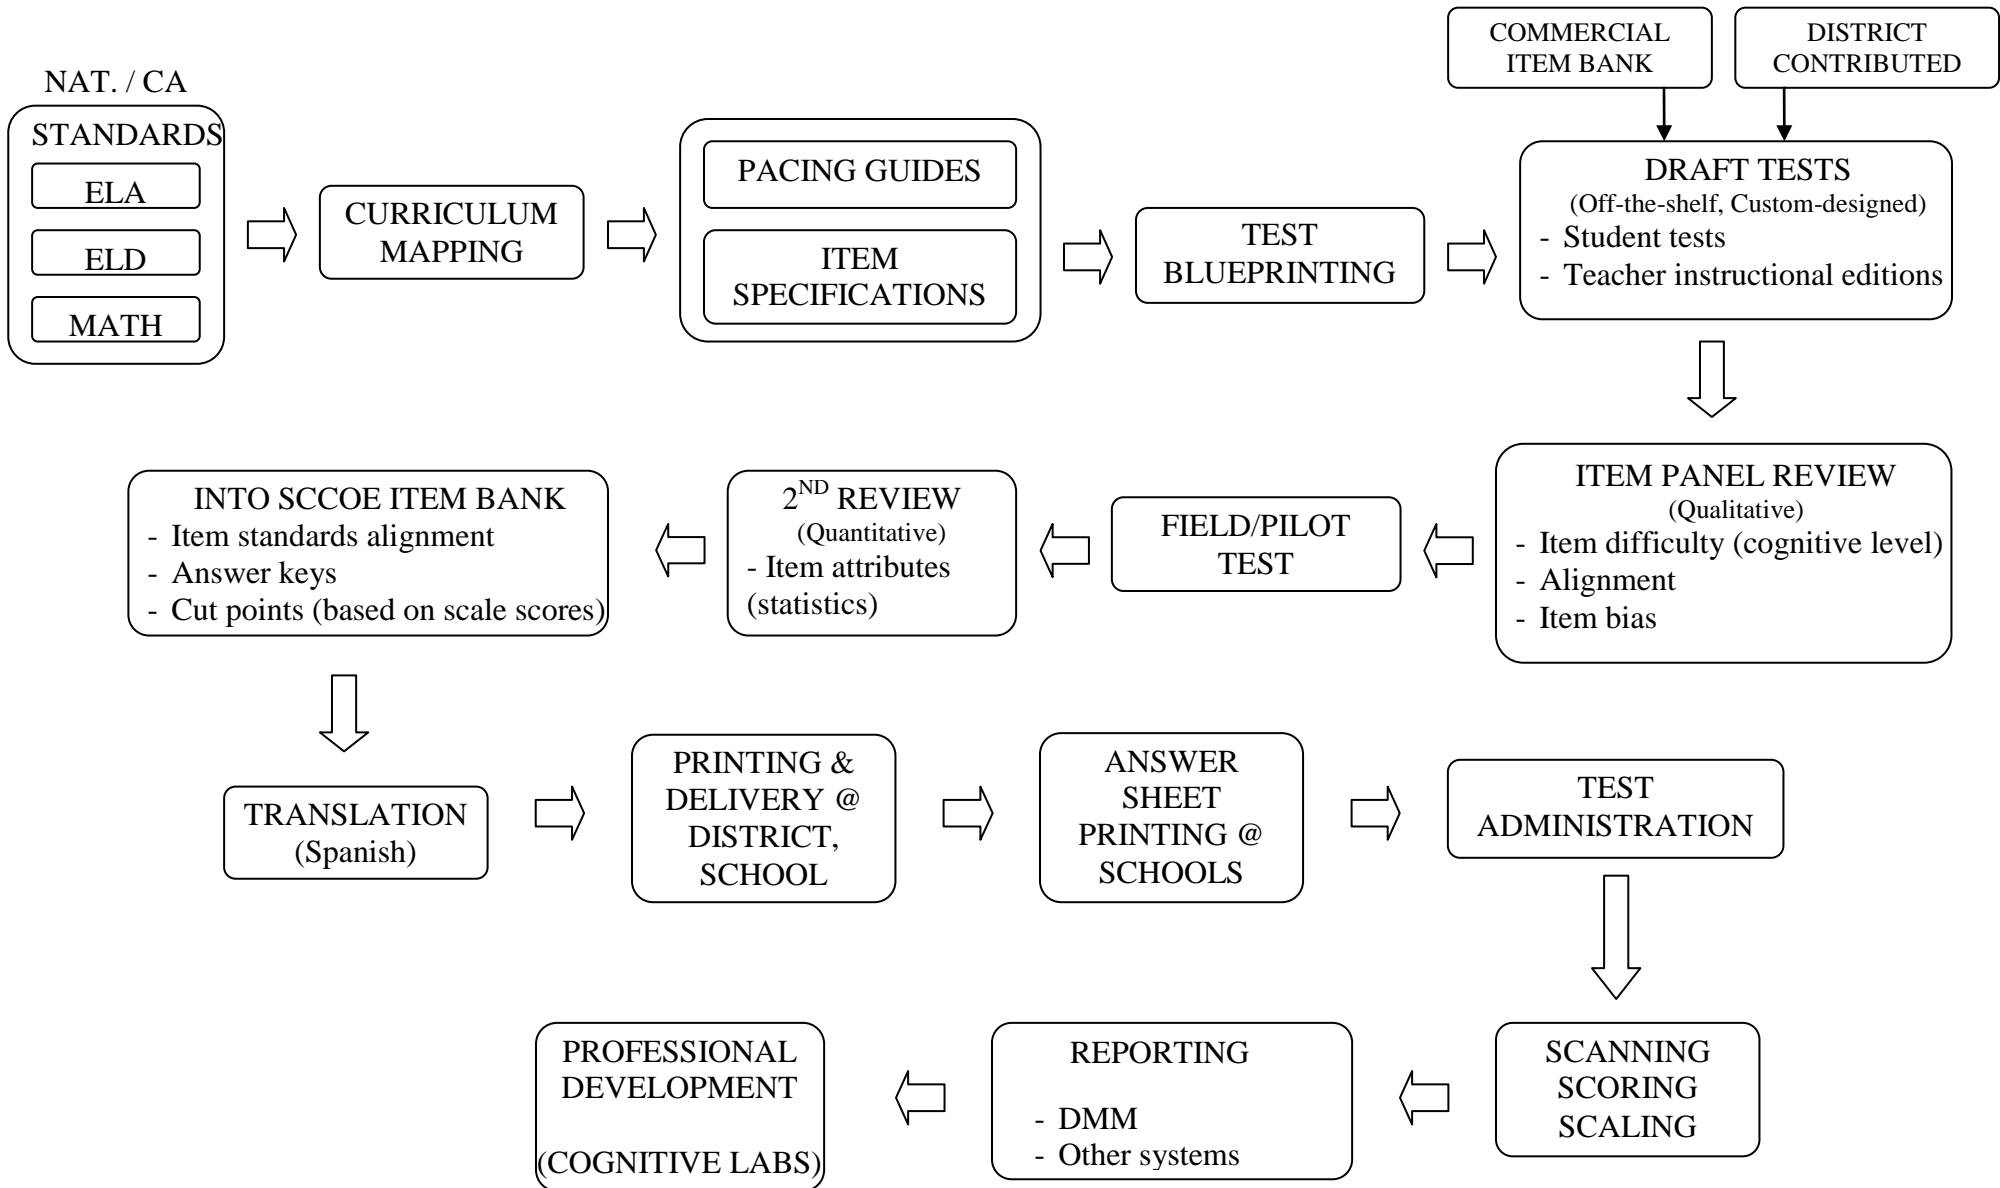 NAT. / CA
STANDARDS
ELA
ELD
MATH
CURRICULUM
MAPPING
PACING GUIDES
ITEM
SPECIFICATIONS
TEST
BLUEPRINTING
COMMERCIAL
ITEM BANK
DISTRICT
CONTRIBUTED
DRAFT TESTS
(Off-the-shelf, Custom-designed)
- Student tests
- Teacher instructional editions
ITEM PANEL REVIEW
(Qualitative)
- Item difficulty (cognitive level)
- Alignment
- Item bias
FIELD/PILOT
TEST
2ND REVIEW
(Quantitative)
- Item attributes
(statistics)
INTO SCCOE ITEM BANK
- Item standards alignment
- Answer keys
- Cut points (based on scale scores)
TRANSLATION
(Spanish)
PRINTING &
DELIVERY @
DISTRICT,
SCHOOL
ANSWER
SHEET
PRINTING @
SCHOOLS
TEST
ADMINISTRATION
SCANNING
SCORING
SCALING
REPORTING
- DMM
- Other systems
PROFESSIONAL
DEVELOPMENT
(COGNITIVE LABS)